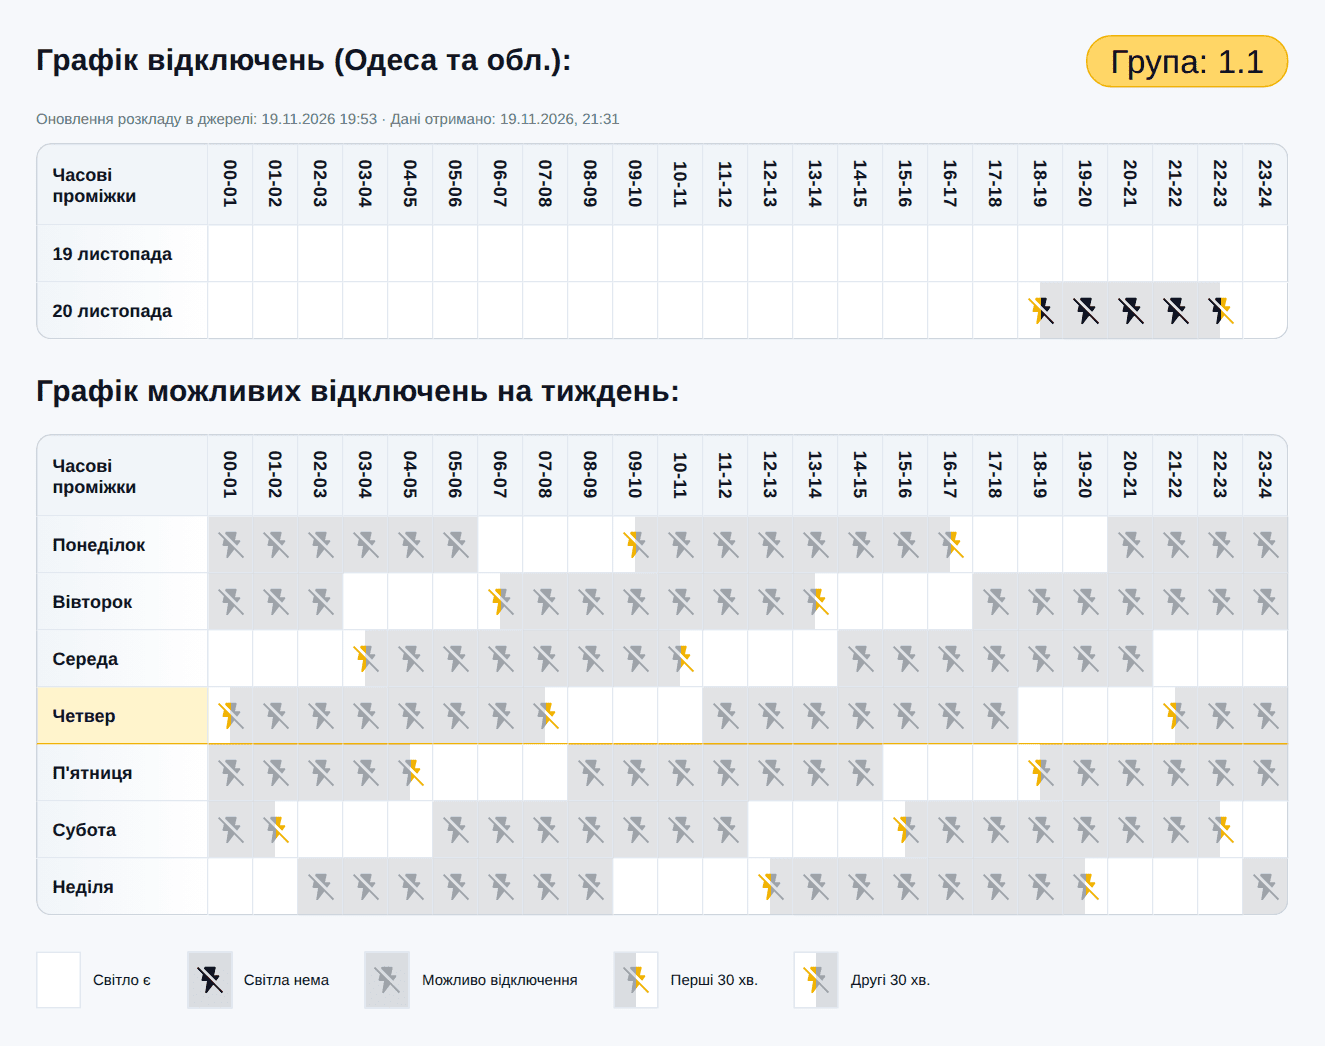 Графік відключень (Одеса та обл.):
Група: 1.1
Оновлення розкладу в джерелі: 19.11.2026 19:53 · Дані отримано: 19.11.2026, 21:31
Часові проміжки 00-01 01-02 02-03 03-04 04-05 05-06 06-07 07-08 08-09 09-10 10-11 11-12 12-13 13-14 14-15 15-16 16-17 17-18 18-19 19-20 20-21 21-22 22-23 23-24
19 листопада
20 листопада
Графік можливих відключень на тиждень:
Часові проміжки 00-01 01-02 02-03 03-04 04-05 05-06 06-07 07-08 08-09 09-10 10-11 11-12 12-13 13-14 14-15 15-16 16-17 17-18 18-19 19-20 20-21 21-22 22-23 23-24
Понеділок
Вівторок
Середа
Четвер
П'ятниця
Субота
Неділя
Світло є Світла нема Можливо відключення Перші 30 хв. Другі 30 хв.